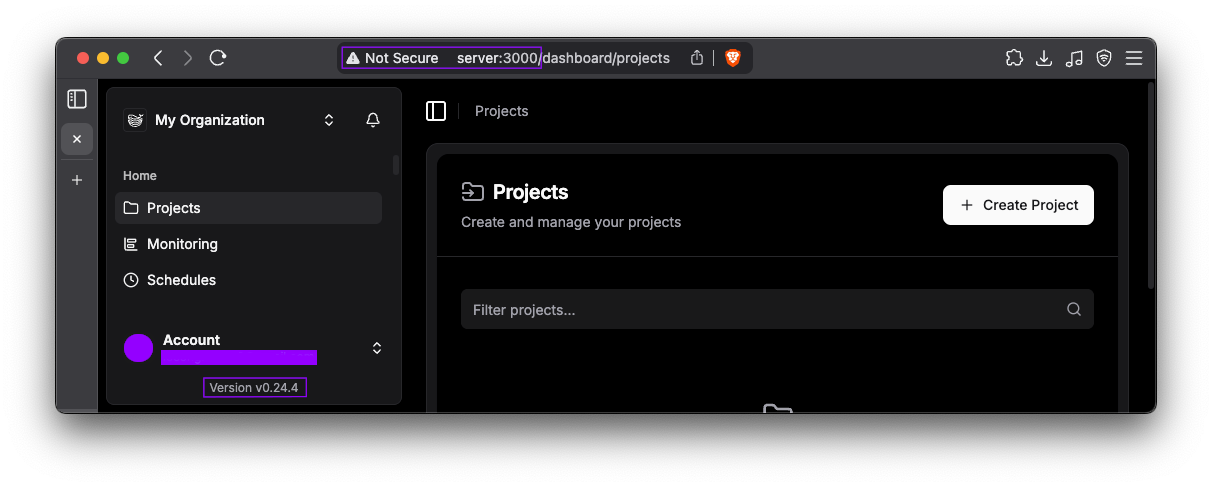 Not Secure server:3000/dashboard/projects
My Organization
Projects
Home
Projects
Monitoring
Schedules
Account
Version v0.24.4
Projects
Create and manage your projects
Create Project
Filter projects...